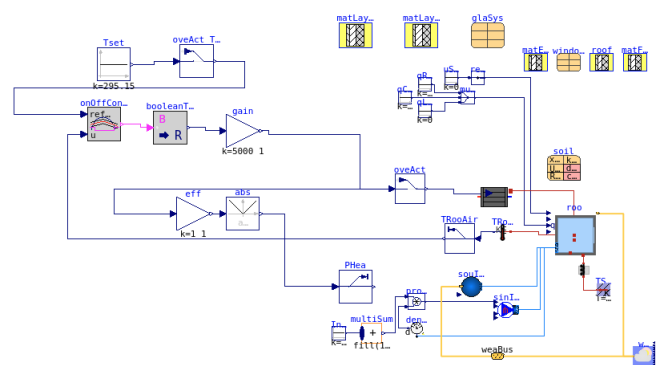 matLay…
matLay…
glaSys
Tset
oveAct T…
k=295.15
matE…
windo…
roof
matF…
uS…
re…
qR…
k=0
qC…
k=…
mu…
qL…
k=0
onOffCon…
booleanT…
gain
ref…
u
B
R
k=5000 1
soil
x…
k…
d…
R…
c…
oveAct
eff
abs
a…
k=1 1
TRooAir
TRo…
roo
PHea
souI…
TS…
T=…
pro…
sinI…
In…
multiSum
den…
k=…
+
d
fill(1…
weaBus
w…